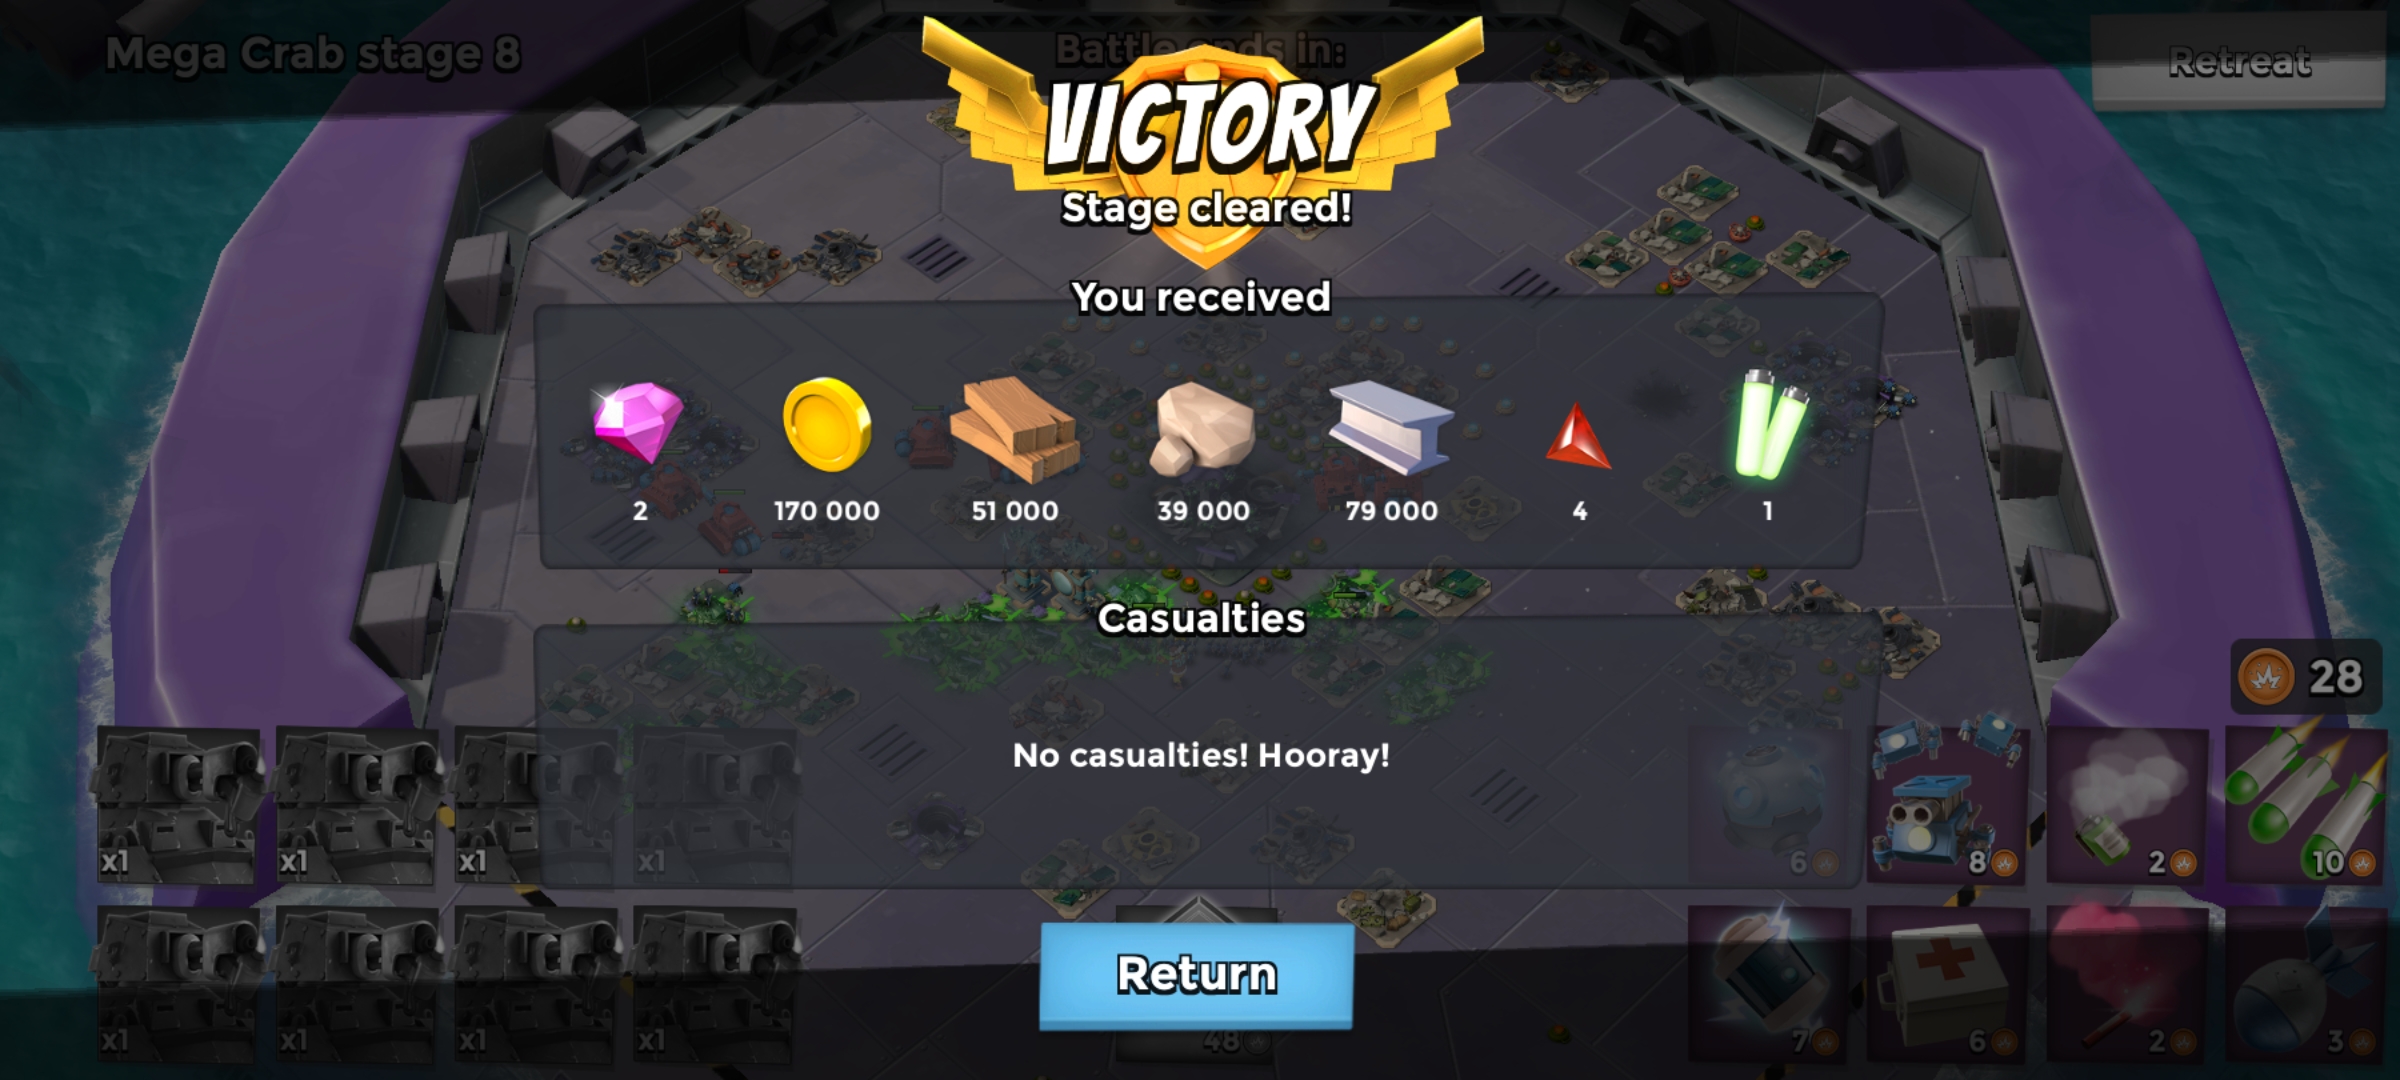 Mega Crab stage 8
Battle ends in:
Retreat
VICTORY
Stage cleared!
You received
2
170 000
51 000
39 000
79 000
4
1
Casualties
No casualties! Hooray!
28
x1
x1
x1
x1
6
8
2
10
Return
x1
x1
x1
x1
48
7
6
2
3